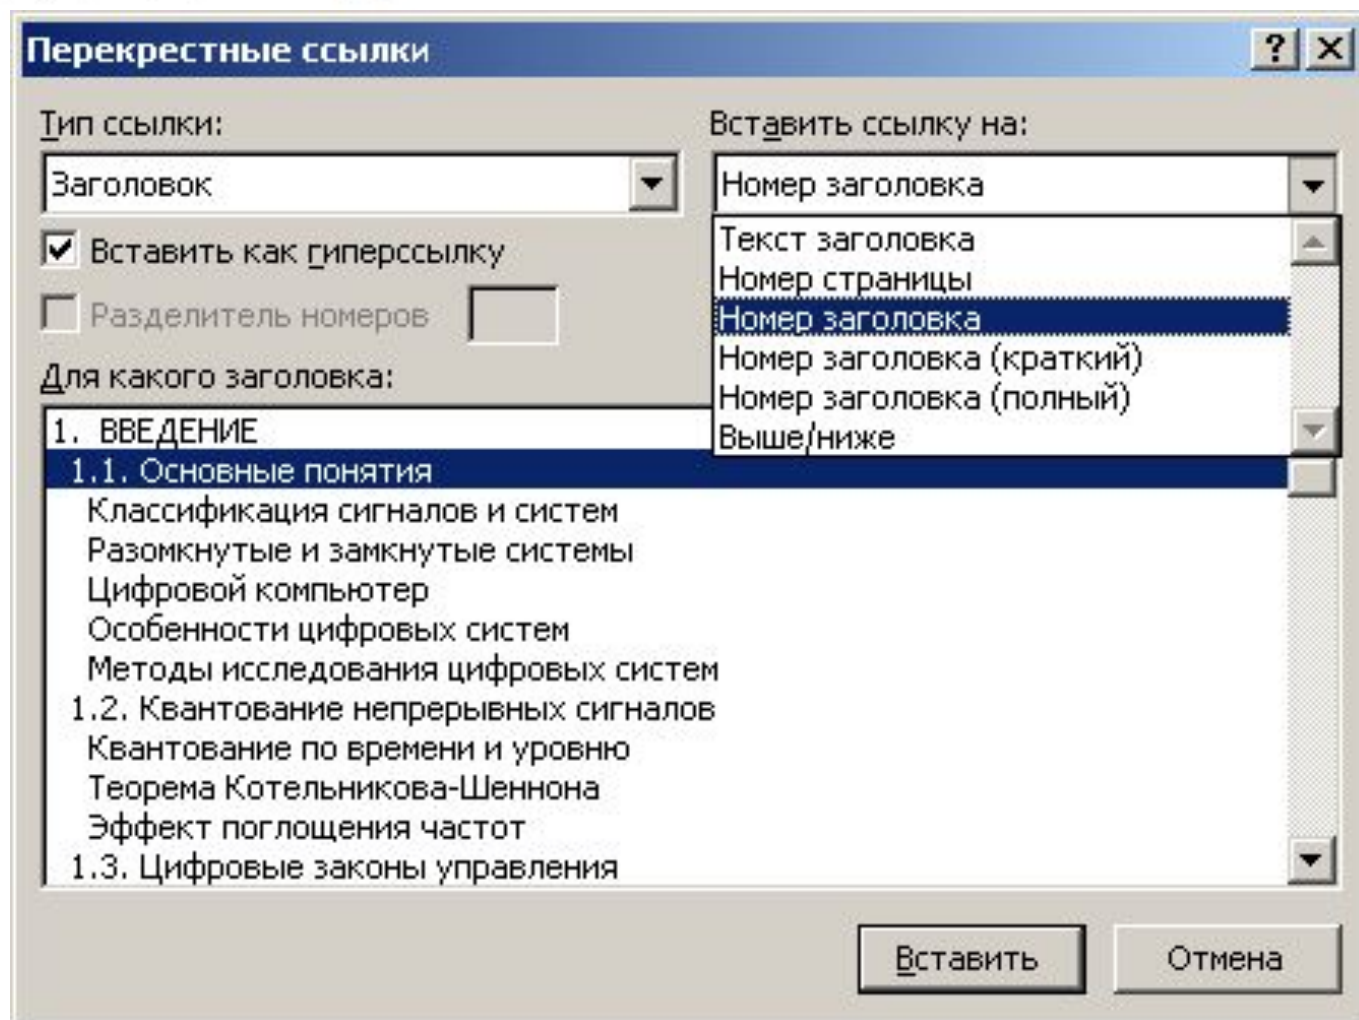 Перекрестные ссылки
Тип ссылки:
Вставить ссылку на:
Заголовок
Номер заголовка
Вставить как гиперссылку
Разделитель номеров
Текст заголовка
Номер страницы
Номер заголовка
Номер заголовка (краткий)
Номер заголовка (полный)
Выше/ниже
Для какого заголовка:
1. ВВЕДЕНИЕ
1.1. Основные понятия
Классификация сигналов и систем
Разомкнутые и замкнутые системы
Цифровой компьютер
Особенности цифровых систем
Методы исследования цифровых систем
1.2. Квантование непрерывных сигналов
Квантование по времени и уровню
Теорема Котельникова-Шеннона
Эффект поглощения частот
1.3. Цифровые законы управления
Вставить
Отмена